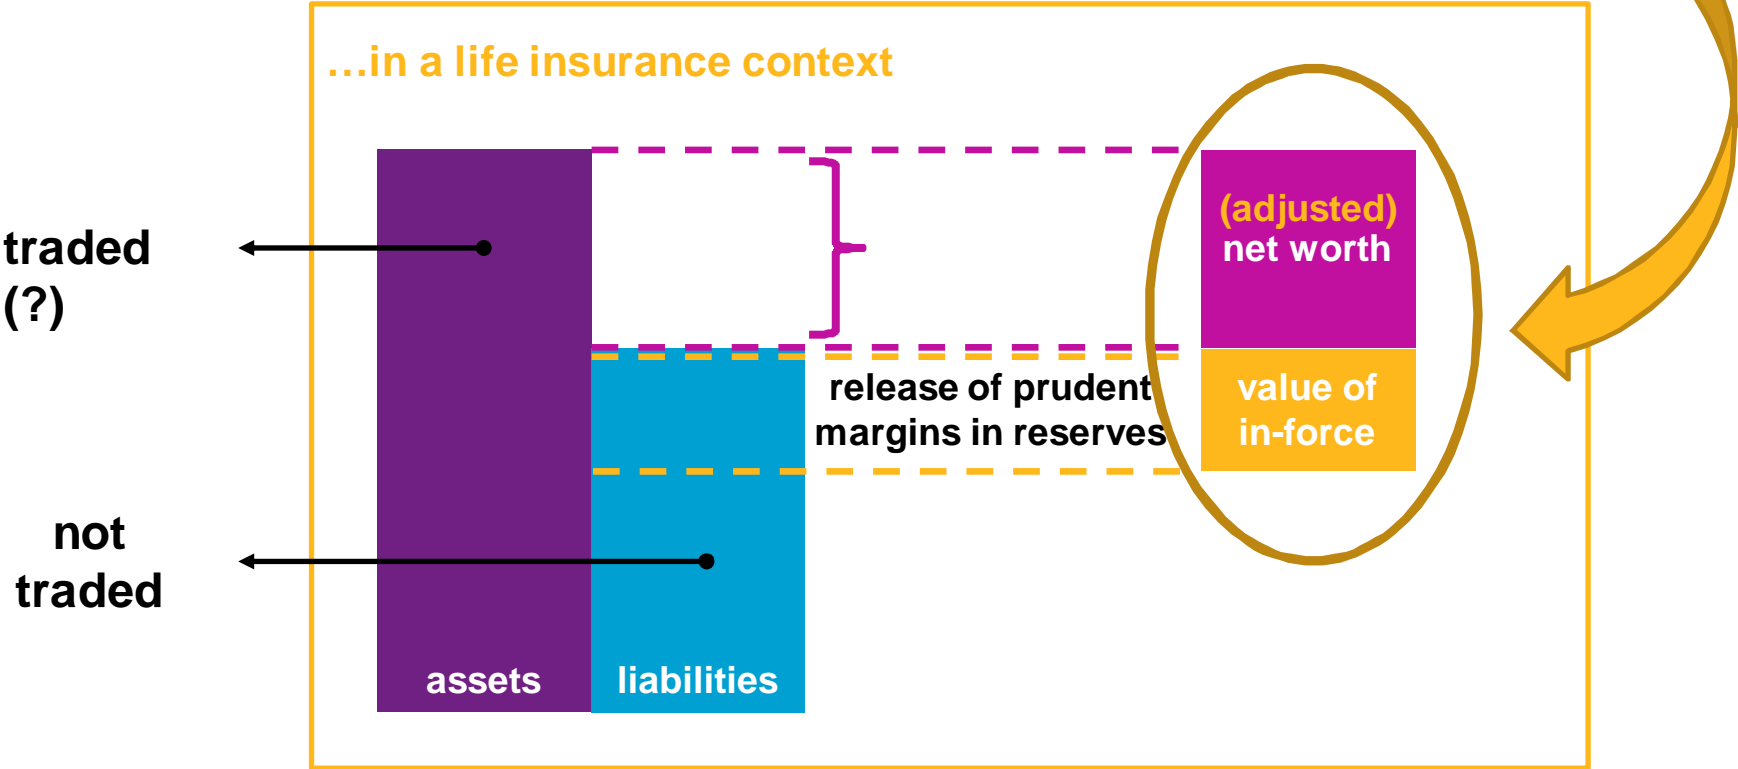 …in a life insurance context
traded
(?)
not
traded
assets
liabilities
release of prudent
margins in reserves
(adjusted)
net worth
value of
in-force